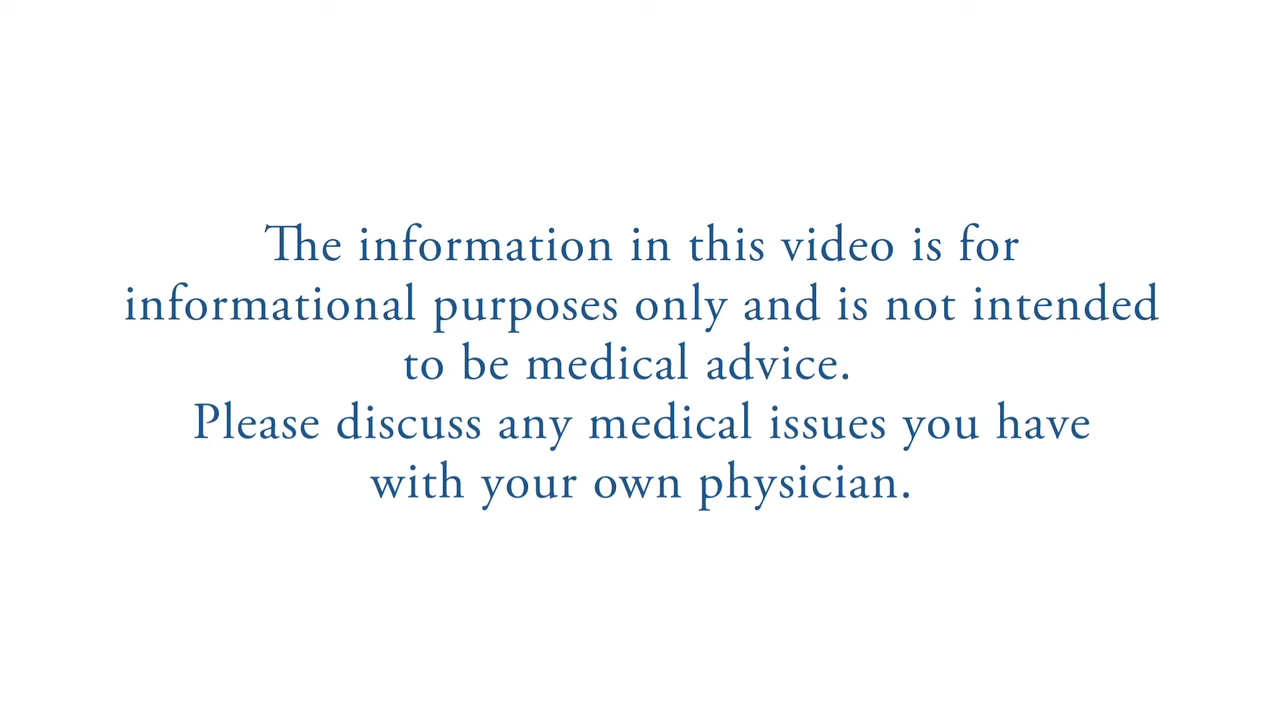 The information in this video is for
informational purposes only and is not intended
to be medical advice.
Please discuss any medical issues you have
with your own physician.